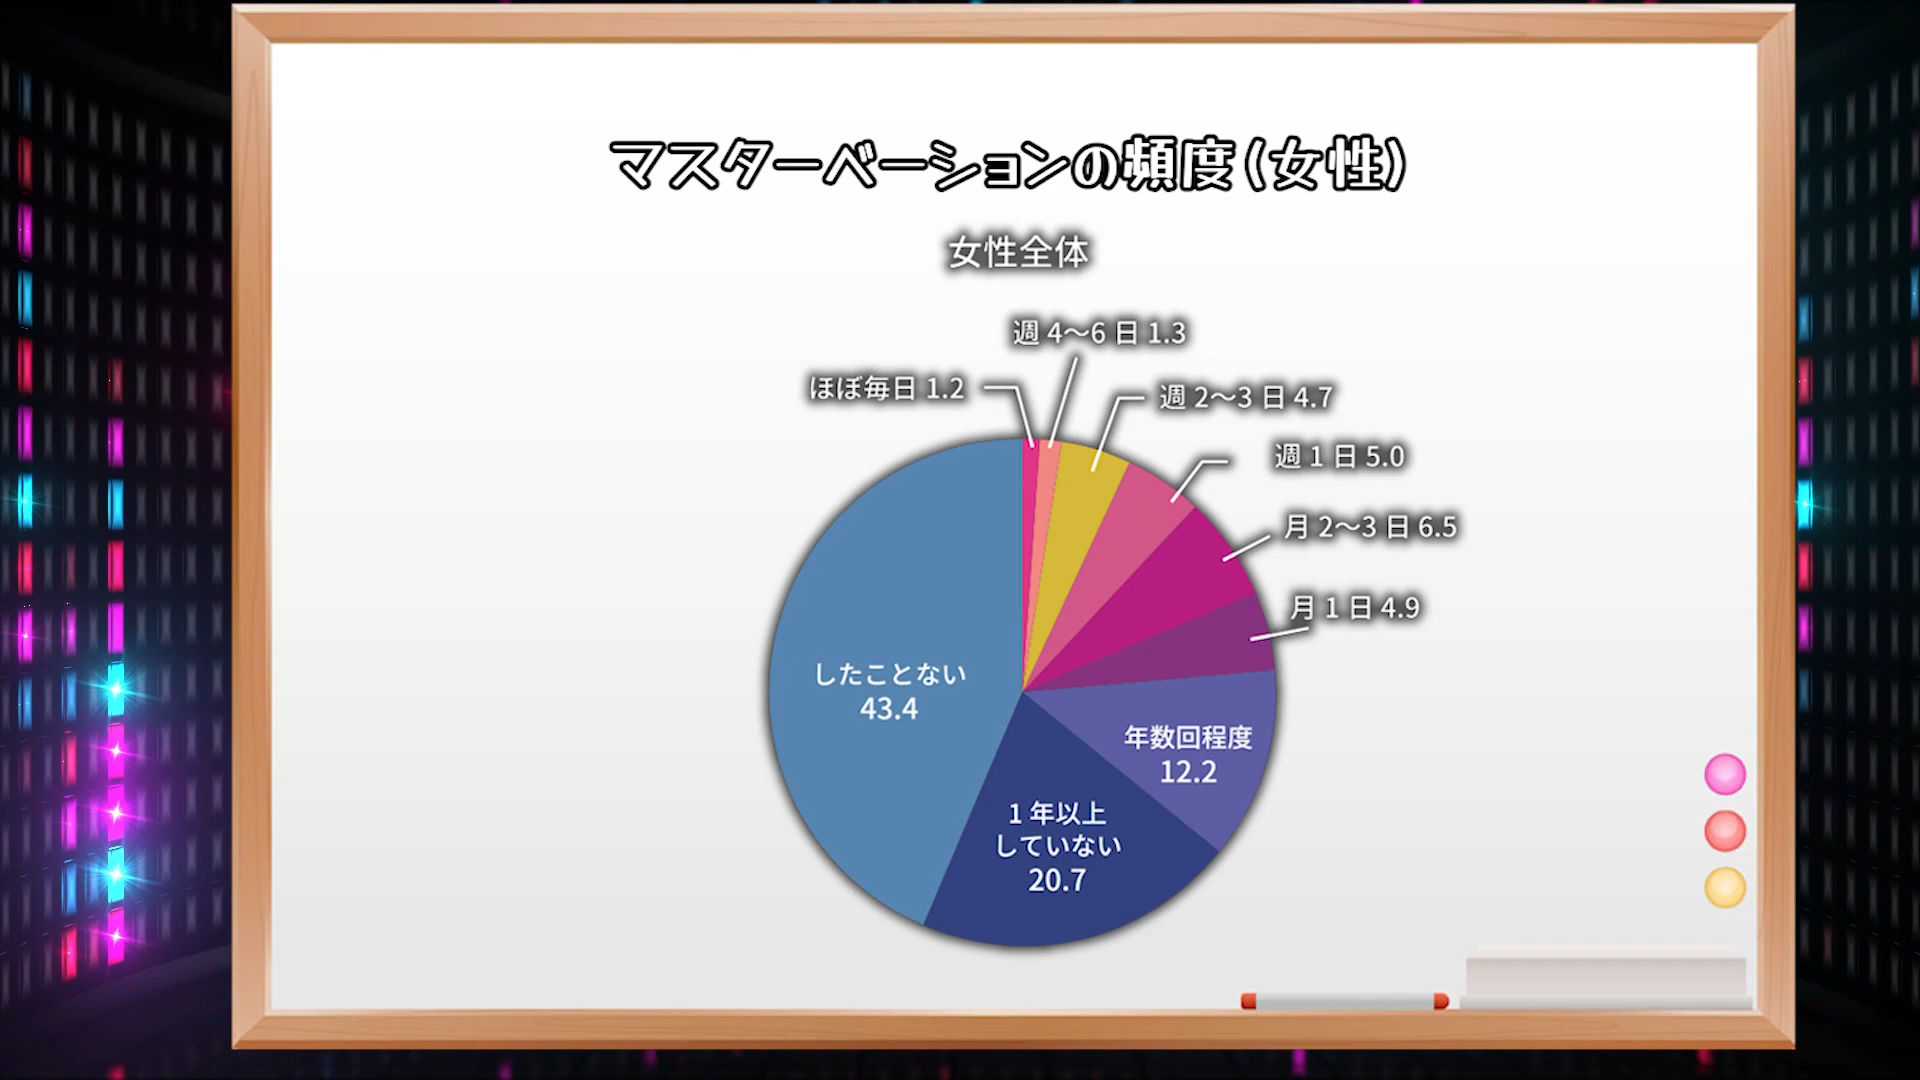 マスターベーションの頻度(女性)
女性全体
週 4〜6 日 1.3
ほぼ毎日 1.2
週 2〜3 日 4.7
週 1 日 5.0
月 2〜3 日 6.5
月 1 日 4.9
したことない
43.4
年数回程度
12.2
1 年以上
していない
20.7